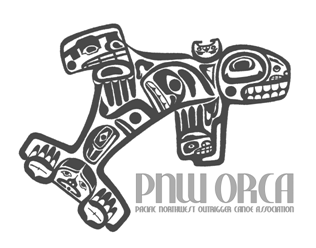 PNW ORCA
PACIFIC NORTHWEST OUTRIGGER CANOE ASSOCIATION